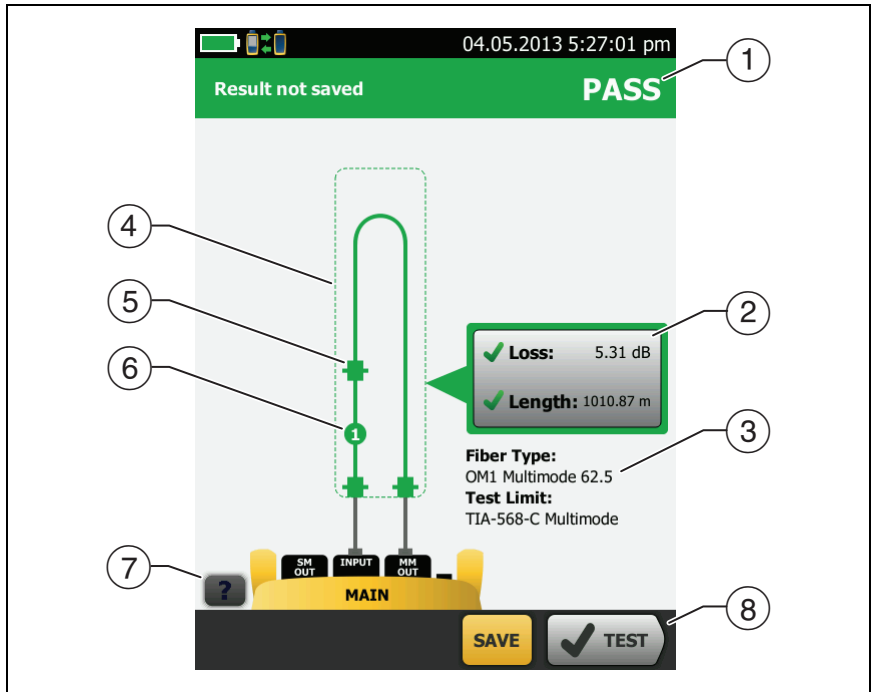 04.05.2013 5:27:01 pm
1
Result not saved
PASS
4
5
2
Loss: 5.31 dB
6
Length: 1010.87 m
1
3
Fiber Type:
OM1 Multimode 62.5
Test Limit:
TIA-568-C Multimode
7
SM
OUT
INPUT
MM
OUT
?
MAIN
8
SAVE
TEST